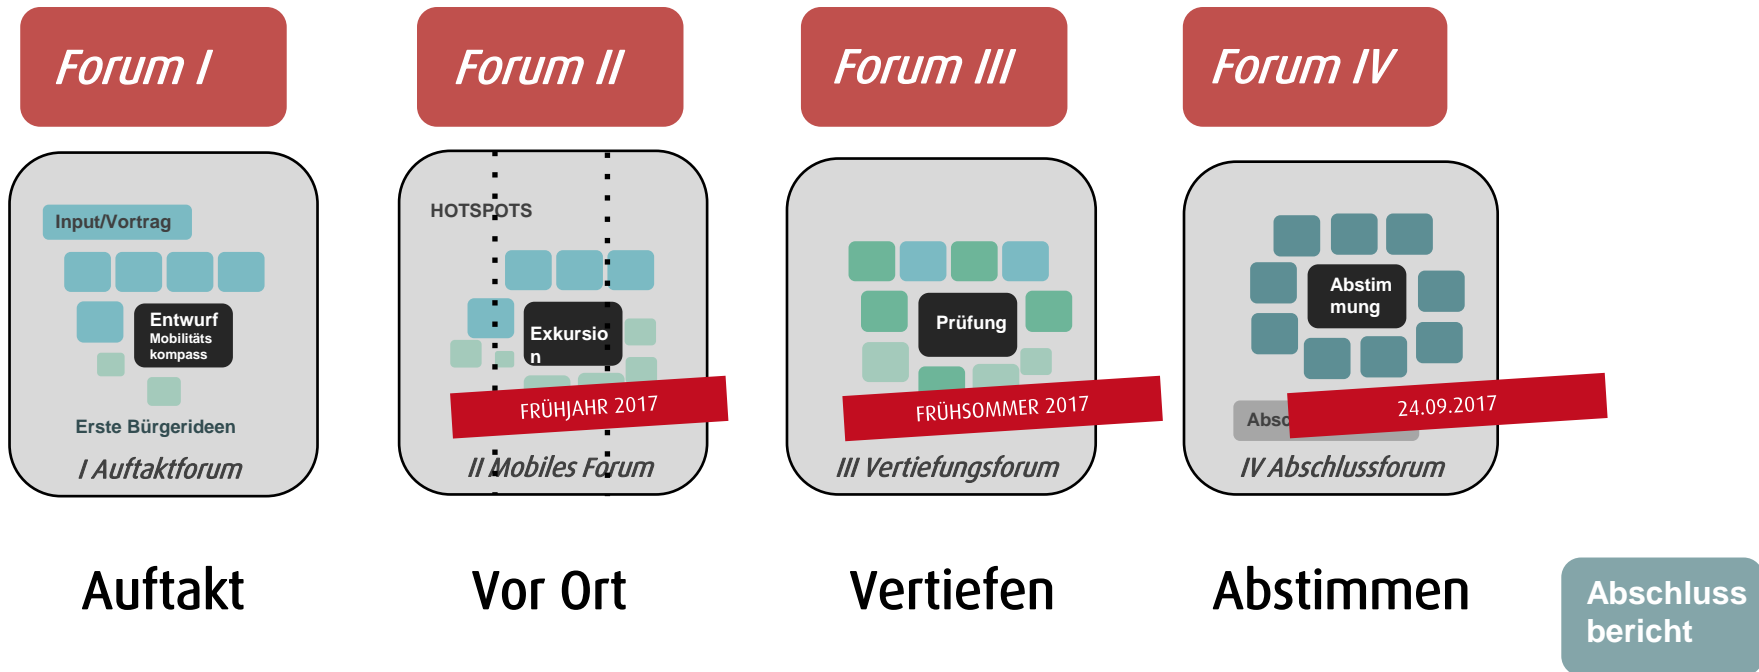 Forum I
Forum II
Forum III
Forum IV
Input/Vortrag
Entwurf
Mobilitäts
kompass
Erste Bürgerideen
I Auftaktforum
HOTSPOTS
Exkursio
n
FRÜHJAHR 2017
II Mobiles Forum
Prüfung
FRÜHSOMMER 2017
III Vertiefungsforum
Abstim
mung
24.09.2017
IV Abschlussforum
Auftakt
Vor Ort
Vertiefen
Abstimmen
Abschluss
bericht